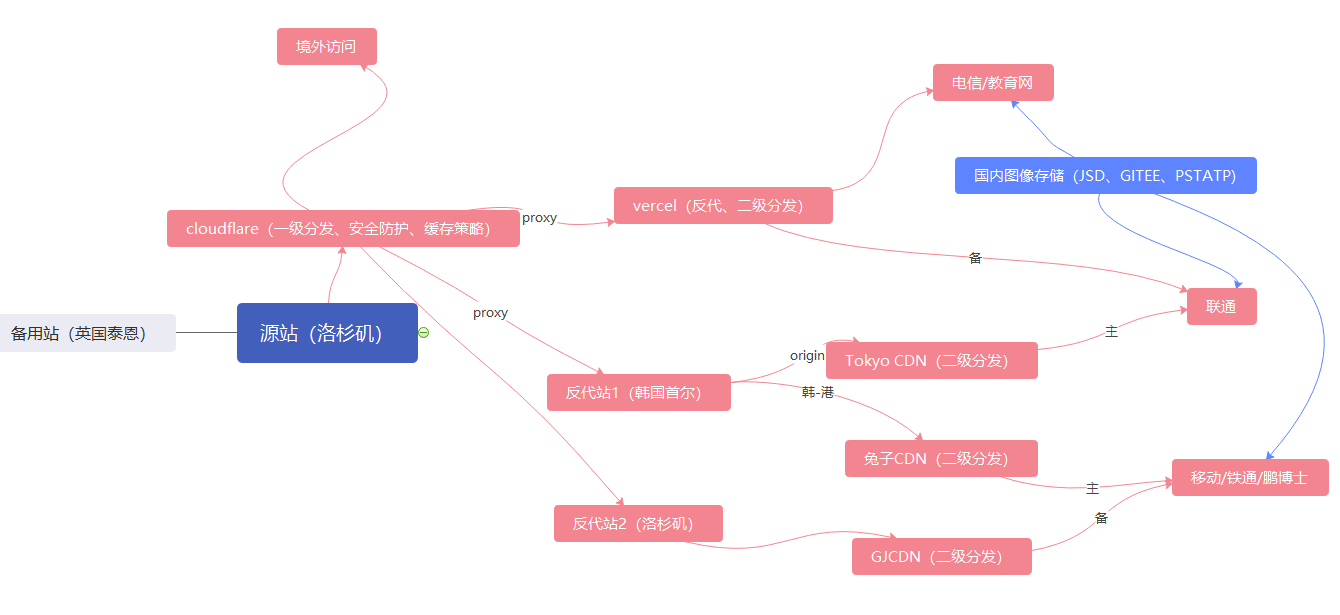 境外访问
电信/教育网
国内图像存储（JSD、GITEE、PSTATP）
vercel（反代、二级分发）
proxy
cloudflare（一级分发、安全防护、缓存策略）
备
联通
proxy
备用站（英国泰恩）
源站（洛杉矶）
主
origin
Tokyo CDN（二级分发）
反代站1（韩国首尔）
韩-港
兔子CDN（二级分发）
移动/铁通/鹏博士
主
备
反代站2（洛杉矶）
GJCDN（二级分发）